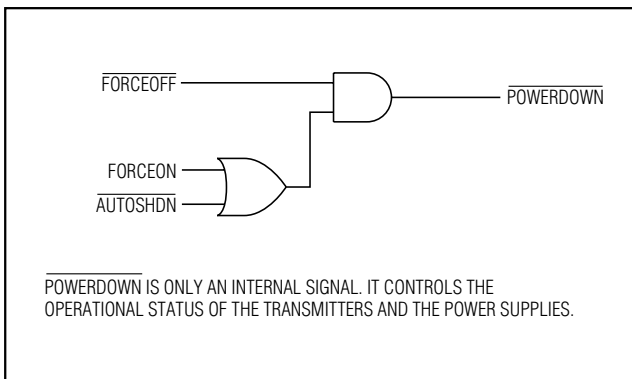 FORCEOFF
POWERDOWN
FORCEON
AUTOSHDN
POWERDOWN IS ONLY AN INTERNAL SIGNAL. IT CONTROLS THE
OPERATIONAL STATUS OF THE TRANSMITTERS AND THE POWER SUPPLIES.